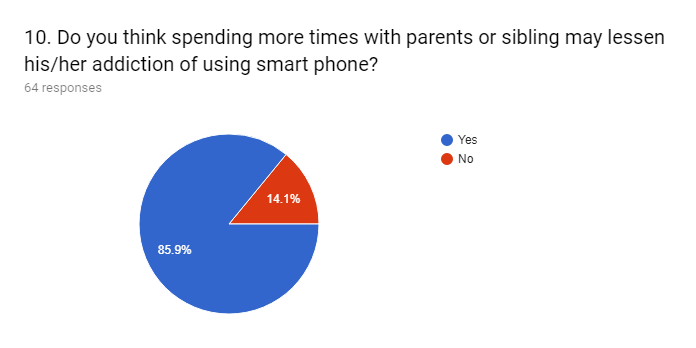 10. Do you think spending more times with parents or sibling may lessen
his/her addiction of using smart phone?
64 responses
Yes
No
14.1%
85.9%